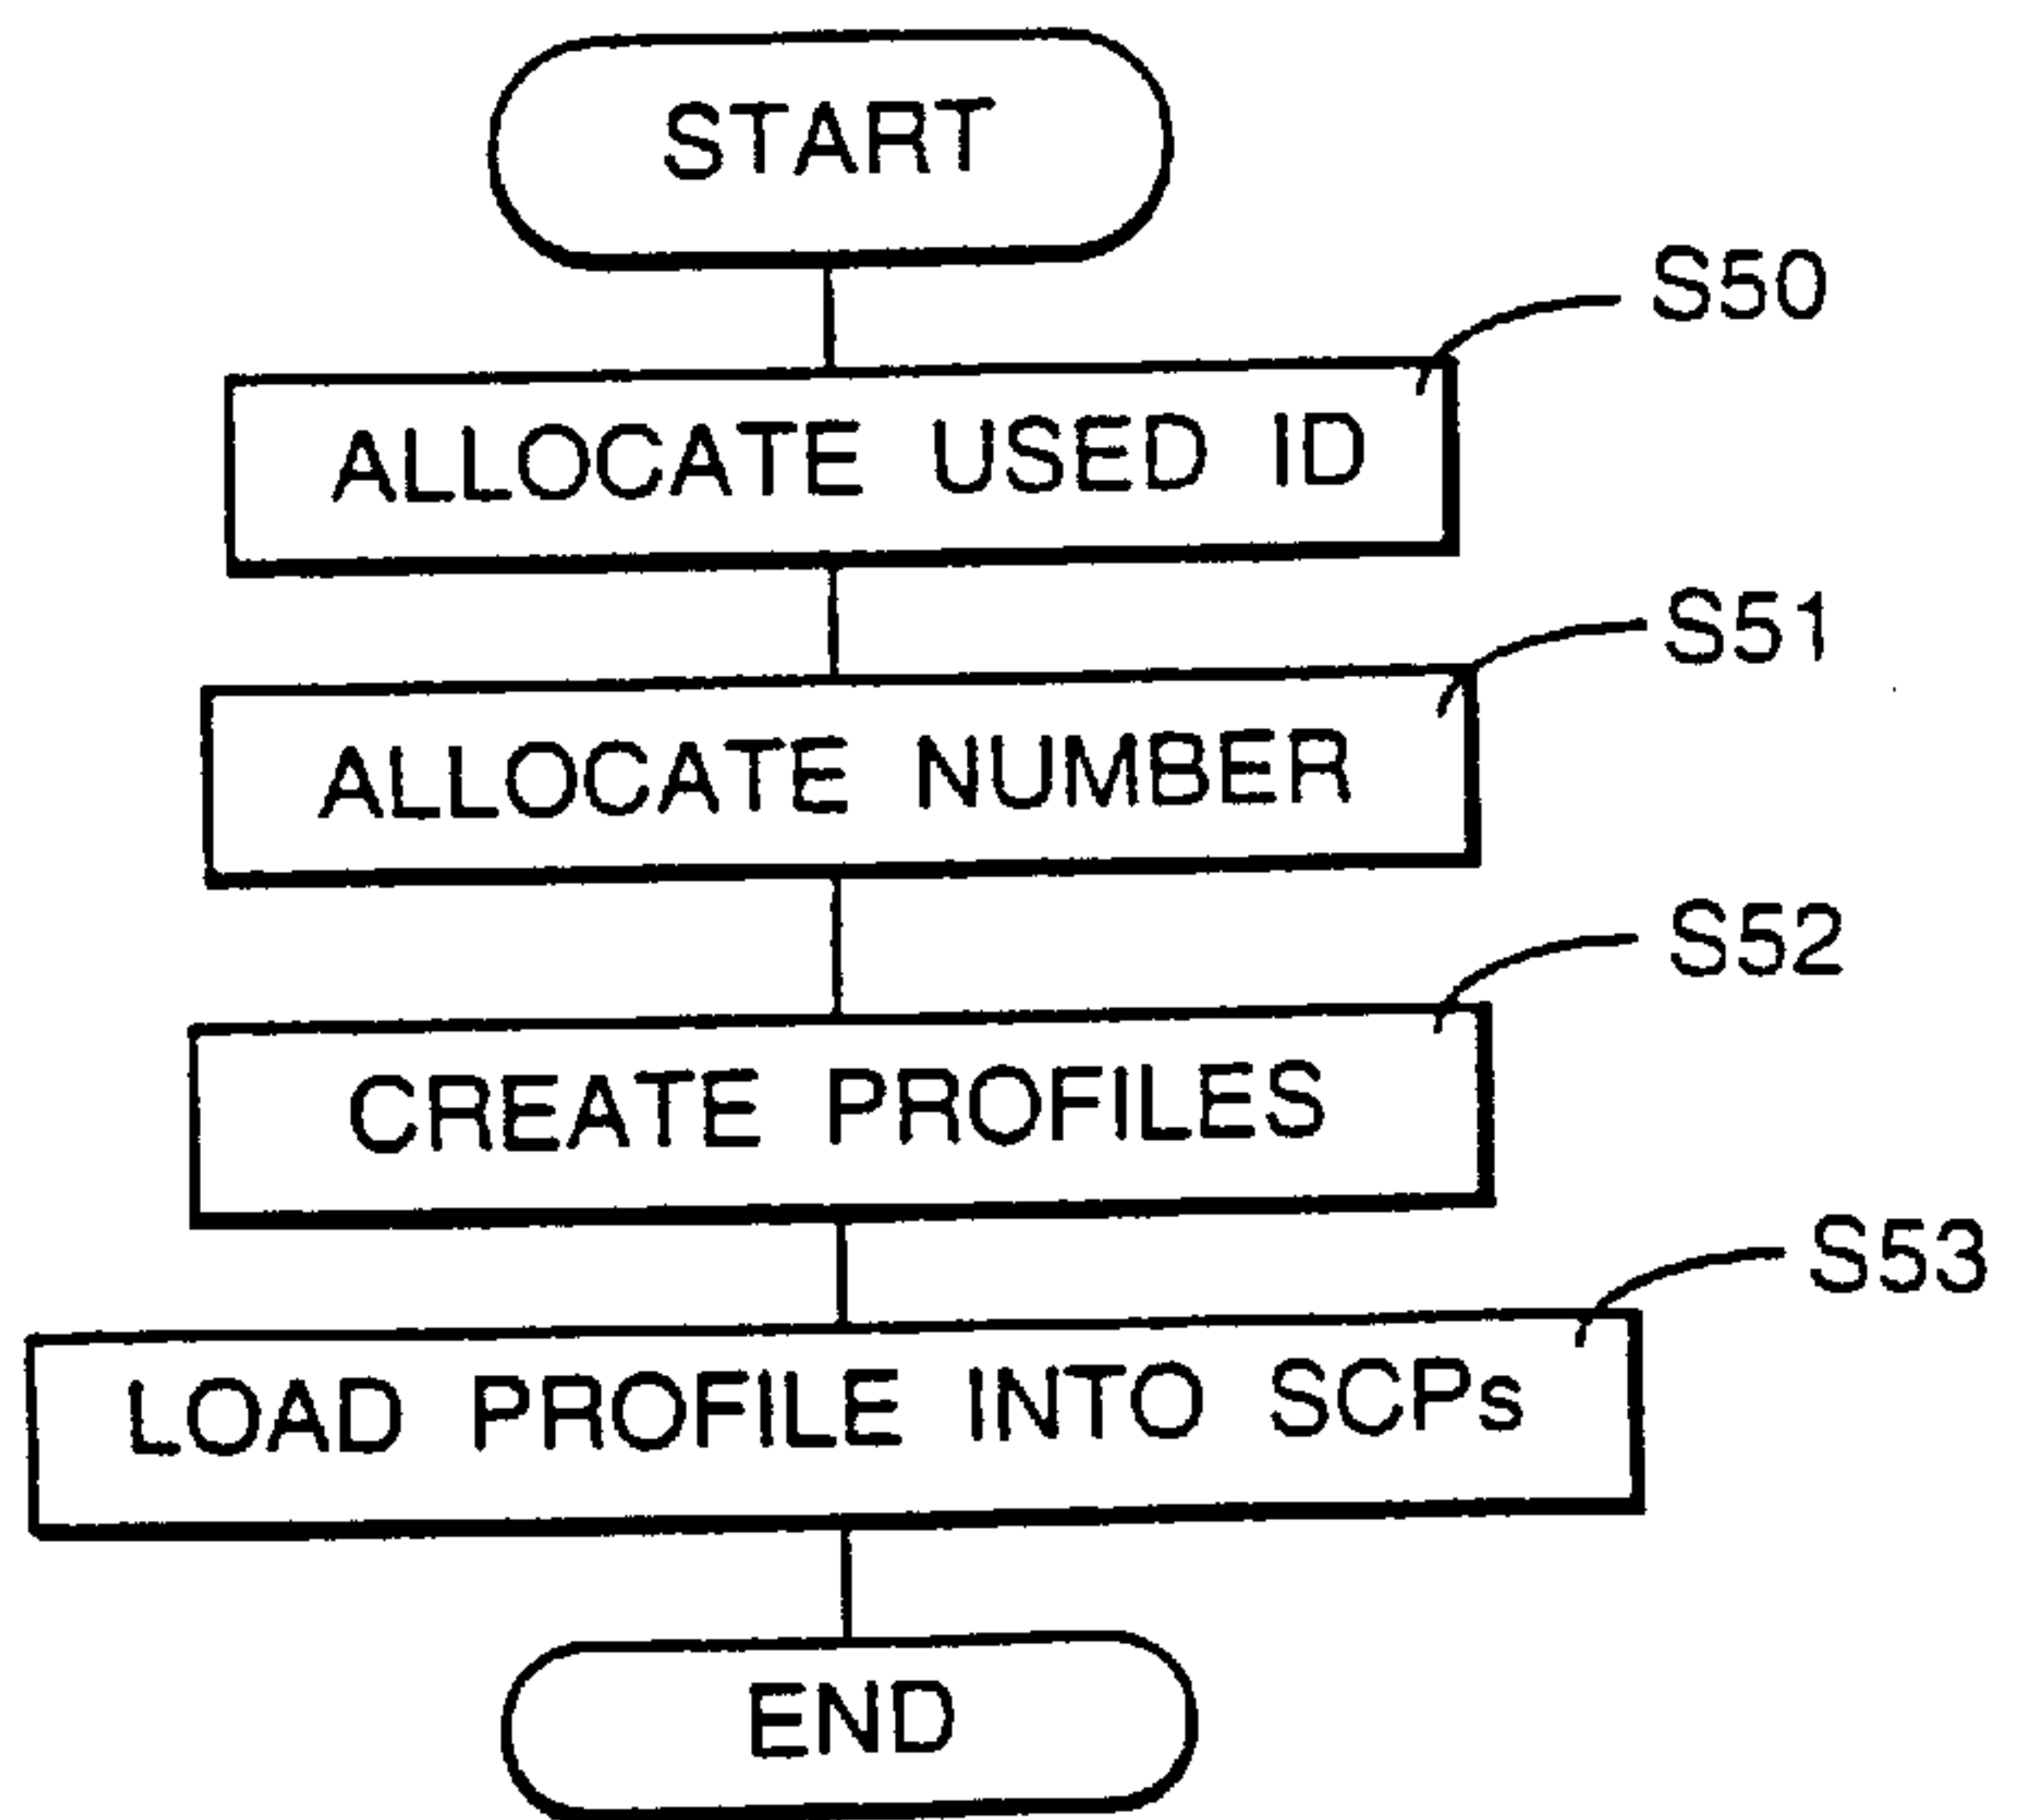 START
S50
ALLOCATE USED ID
S51
ALLOCATE NUMBER
S52
CREATE PROFILES
S53
LOAD PROFILE INTO SCPs
END